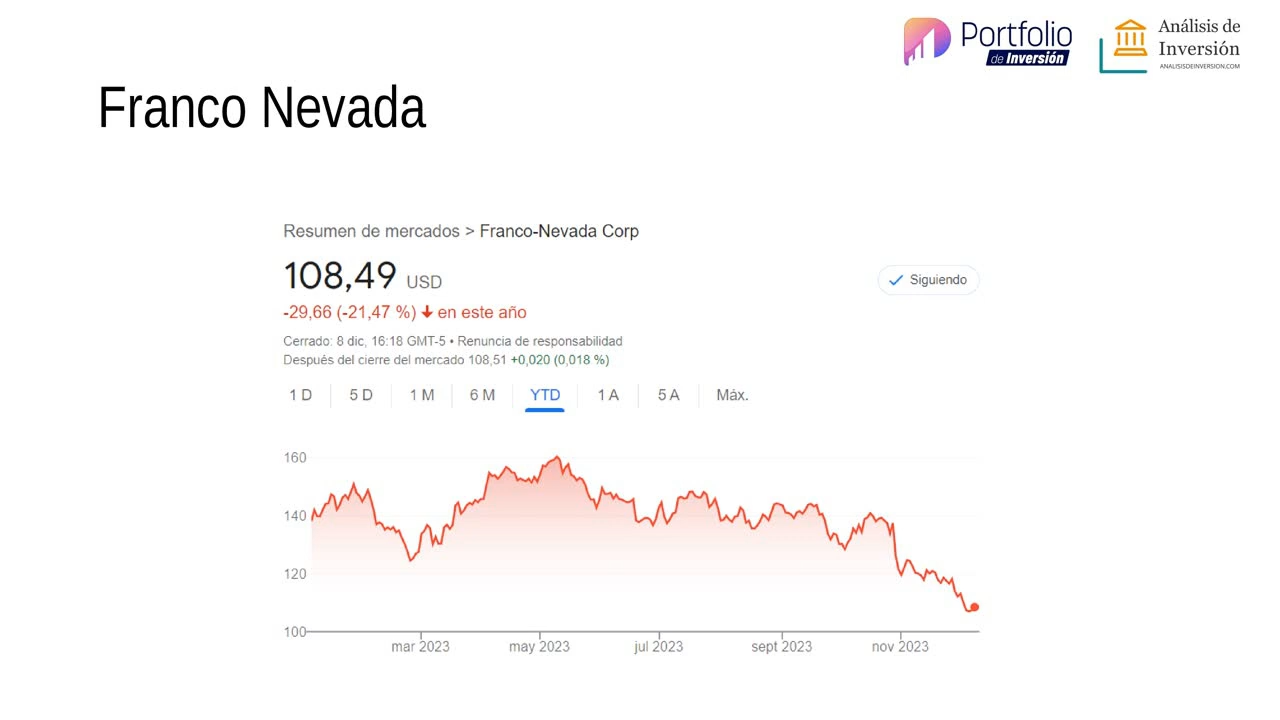 Portfolio
de Inversión
Análisis de
Inversión
ANALISISDEINVERSION.COM
Franco Nevada
Resumen de mercados > Franco-Nevada Corp
108,49 USD
Siguiendo
-29,66 (-21,47 %) ↓ en este año
Cerrado: 8 dic, 16:18 GMT-5 • Renuncia de responsabilidad
Después del cierre del mercado 108,51 +0,020 (0,018 %)
1 D 5 D 1 M 6 M YTD 1 A 5 A Máx.
160
140
120
100
mar 2023 may 2023 jul 2023 sept 2023 nov 2023